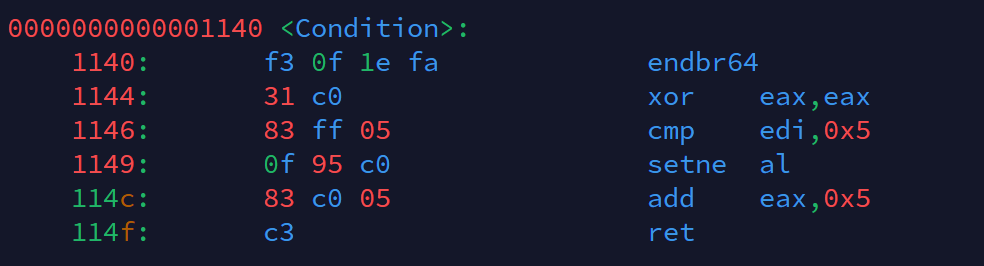 0000000000001140 <Condition>:
1140: f3 0f 1e fa endbr64
1144: 31 c0 xor eax,eax
1146: 83 ff 05 cmp edi,0x5
1149: 0f 95 c0 setne al
114c: 83 c0 05 add eax,0x5
114f: c3 ret